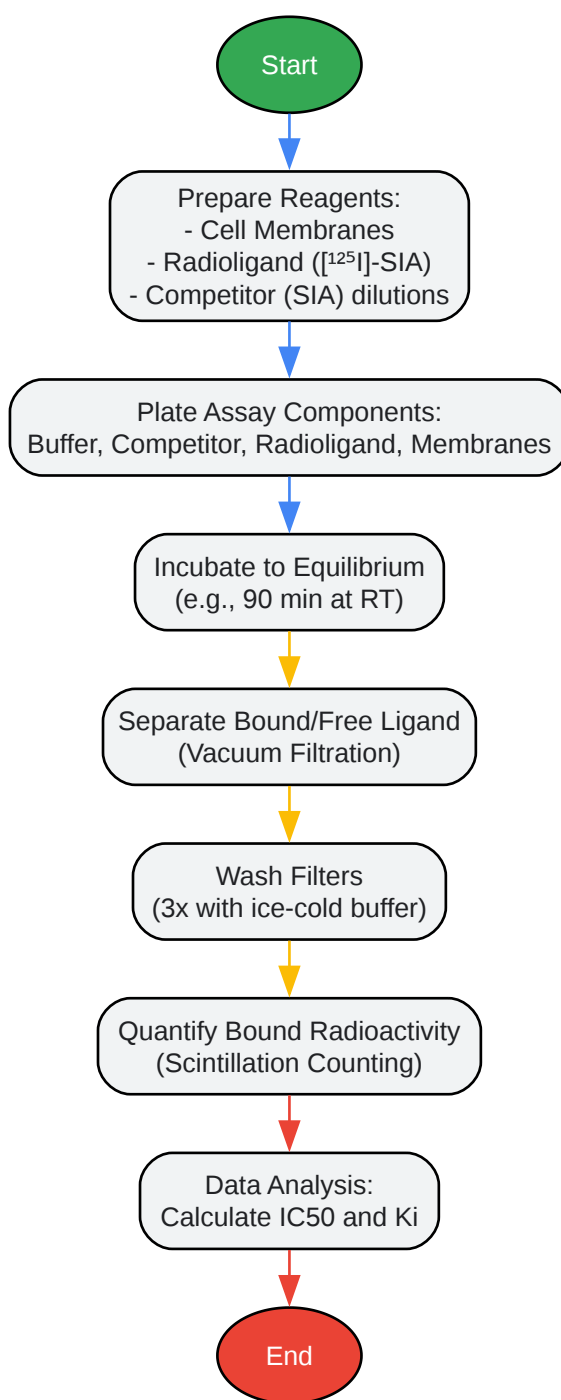 Start
Prepare Reagents:
- Cell Membranes
- Radioligand ([¹²⁵I]-SIA)
- Competitor (SIA) dilutions
Plate Assay Components:
Buffer, Competitor, Radioligand, Membranes
Incubate to Equilibrium
(e.g., 90 min at RT)
Separate Bound/Free Ligand
(Vacuum Filtration)
Wash Filters
(3x with ice-cold buffer)
Quantify Bound Radioactivity
(Scintillation Counting)
Data Analysis:
Calculate IC50 and Ki
End